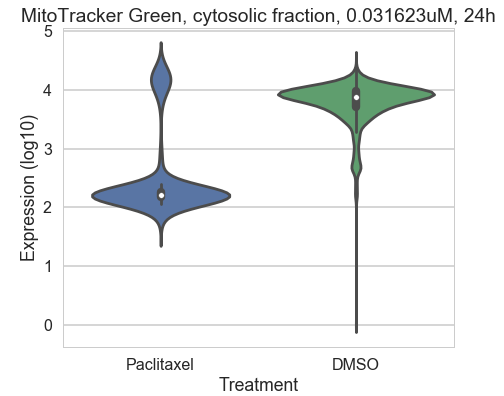 MitoTracker Green, cytosolic fraction, 0.031623uM, 24h
5
4
3
2
1
0
Expression (log10)
Paclitaxel DMSO
Treatment